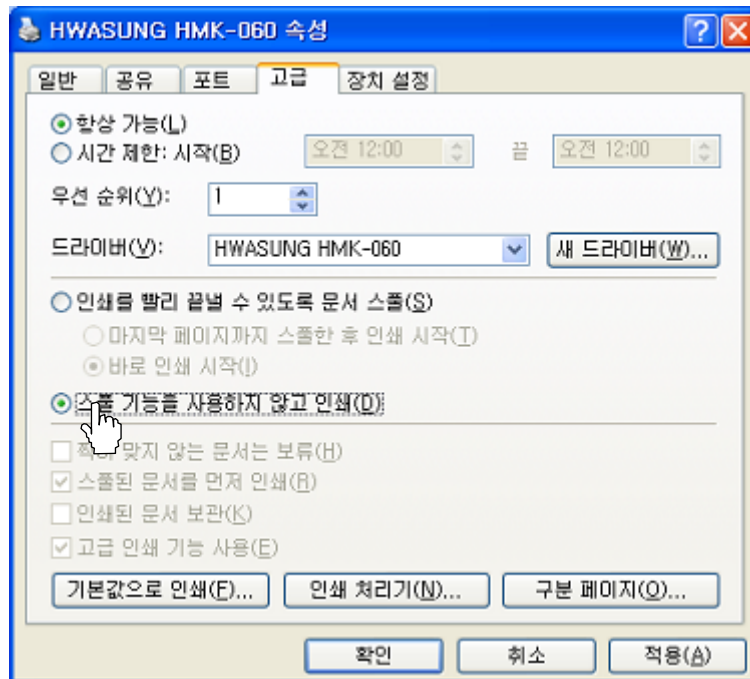 HWASUNG HMK-060 속성
일반 공유 포트 고급 장치 설정
항상 가능(L)
시간 제한: 시작(B) 오전 12:00 끝 오전 12:00
우선 순위(Y): 1
드라이버(V): HWASUNG HMK-060 새 드라이버(W)...
인쇄를 빨리 끝낼 수 있도록 문서 스풀(S)
마지막 페이지까지 스풀한 후 인쇄 시작(T)
바로 인쇄 시작(I)
스풀 기능을 사용하지 않고 인쇄(D)
맞지 않는 문서는 보류(H)
스풀된 문서를 먼저 인쇄(R)
인쇄된 문서 보관(K)
고급 인쇄 기능 사용(E)
기본값으로 인쇄(F)... 인쇄 처리기(N)... 구분 페이지(O)...
확인 취소 적용(A)